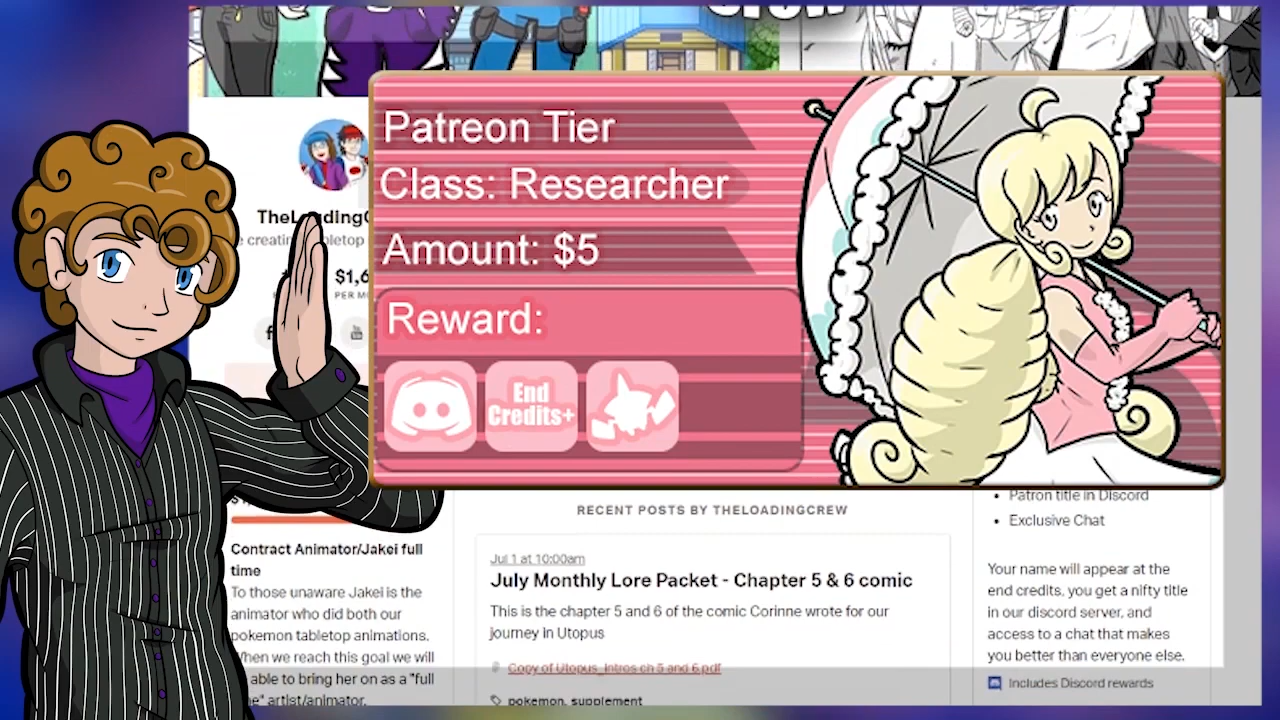 Patreon Tier
Class: Researcher
Amount: $5
Reward:
End
Credits+
$1,6
PER MO
RECENT POSTS BY THELOADINGCREW
Contract Animator/Jakei full
time
To those unaware Jakei is the
animator who did both our
pokemon tabletop animations.
When we reach this goal we will
able to bring her on as a "full
artist/animator.
Jul 1 at 10:00am
July Monthly Lore Packet - Chapter 5 & 6 comic
This is the chapter 5 and 6 of the comic Corinne wrote for our
journey in Utopus
Copy of Utopus_Intros ch 5 and 6.pdf
pokemon, supplement
• Patron title in Discord
• Exclusive Chat
Your name will appear at the
end credits, you get a nifty title
in our discord server, and
access to a chat that makes
you better than everyone else.
Includes Discord rewards